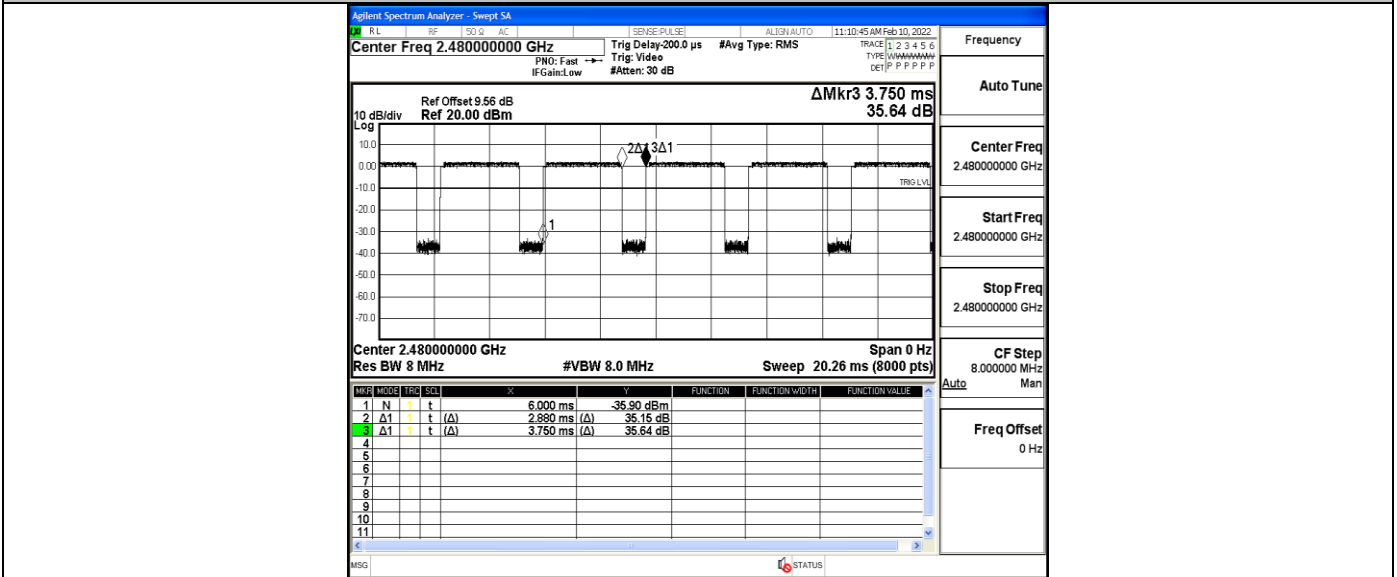 Agilent Spectrum Analyzer - Swept SA
LXI RL RF 50 Ω AC SENSE:PULSE ALIGN AUTO 11:10:45 AM Feb 10, 2022
Center Freq 2.480000000 GHz
PNO: Fast
IFGain:Low
Trig Delay-200.0 µs
Trig: Video
#Atten: 30 dB
#Avg Type: RMS
TRACE 1 2 3 4 5 6
TYPE WWWWWW
DET P P P P P P
ΔMkr3 3.750 ms
35.64 dB
Ref Offset 9.56 dB
10 dB/div Ref 20.00 dBm
Log
10.0
0.00
-10.0
-20.0
-30.0
-40.0
-50.0
-60.0
-70.0
2Δ1 3Δ1
TRIG LVL
1
Center 2.480000000 GHz Span 0 Hz
Res BW 8 MHz #VBW 8.0 MHz Sweep 20.26 ms (8000 pts)
MKR MODE TRC SCL X Y FUNCTION FUNCTION WIDTH FUNCTION VALUE
1 N 1 t 6.000 ms -35.90 dBm
2 Δ1 1 t (Δ) 2.880 ms (Δ) 35.15 dB
3 Δ1 1 t (Δ) 3.750 ms (Δ) 35.64 dB
4
5
6
7
8
9
10
11
MSG STATUS
Frequency
Auto Tune
Center Freq
2.480000000 GHz
Start Freq
2.480000000 GHz
Stop Freq
2.480000000 GHz
CF Step
8.000000 MHz
Auto Man
Freq Offset
0 Hz